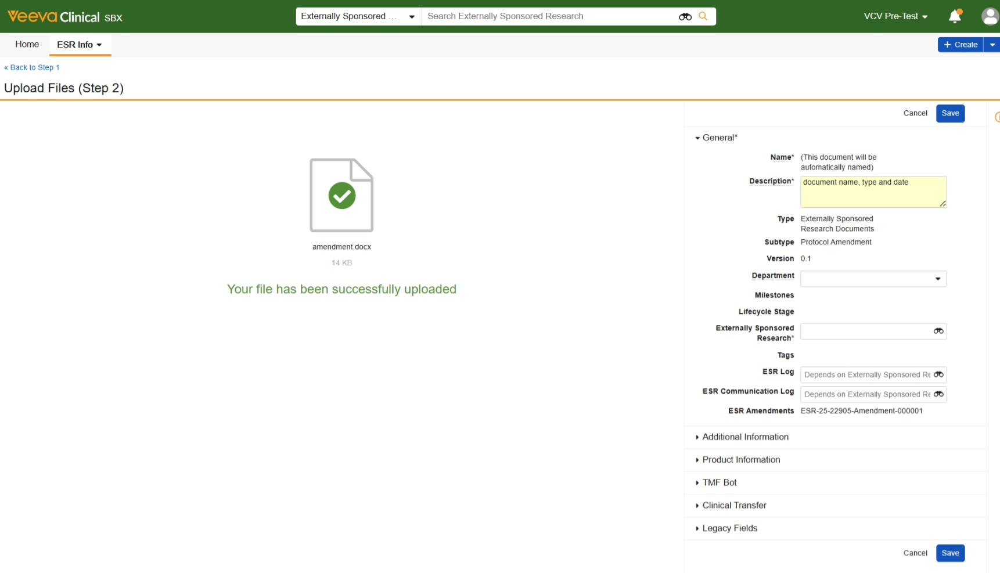 Veeva Clinical SBX
Externally Sponsored ...
Search Externally Sponsored Research
VCV Pre-Test
Home
ESR Info
+ Create
« Back to Step 1
Upload Files (Step 2)
Cancel
Save
General*
Name*
(This document will be
automatically named)
Description*
document name, type and date
Type
Externally Sponsored
Research Documents
Subtype
Protocol Amendment
Version
0.1
Department
Milestones
Lifecycle Stage
Externally Sponsored
Research*
Tags
ESR Log
Depends on Externally Sponsored Re
ESR Communication Log
Depends on Externally Sponsored Re
ESR Amendments
ESR-25-22905-Amendment-000001
Additional Information
Product Information
TMF Bot
Clinical Transfer
Legacy Fields
Cancel
Save
amendment.docx
14 KB
Your file has been successfully uploaded